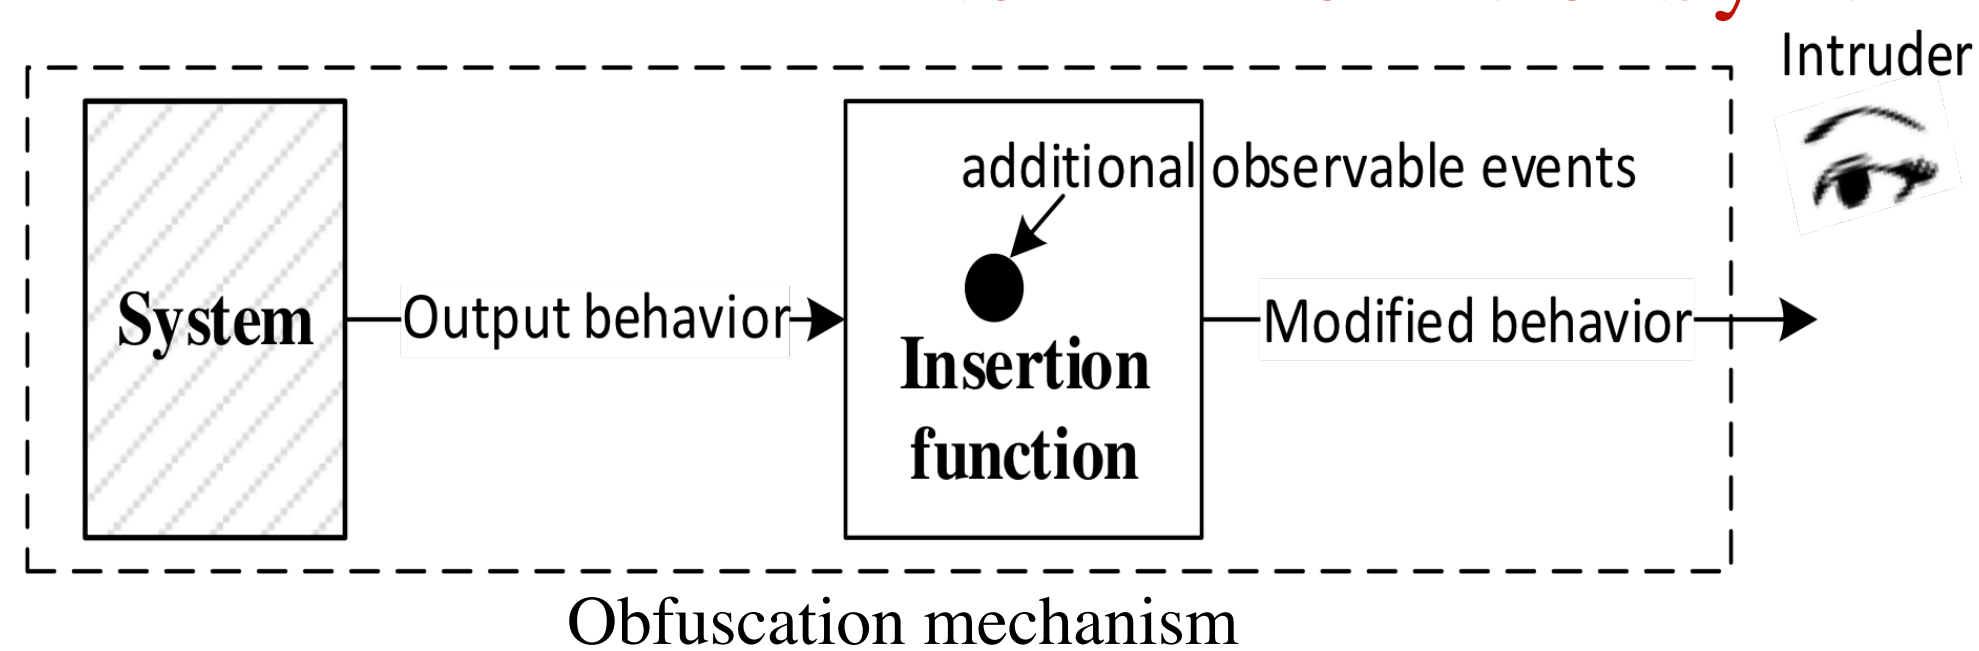 Intruder
additional observable events
System
Output behavior
Modified behavior
Insertion
function
Obfuscation mechanism